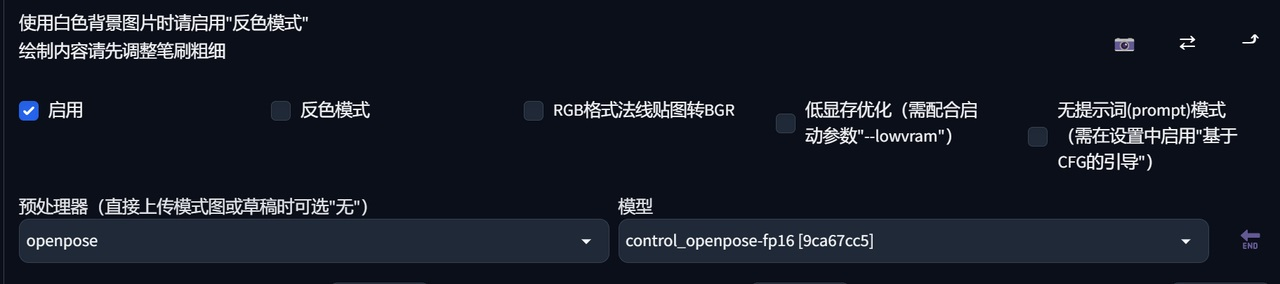 使用白色背景图片时请启用"反色模式"
绘制内容请先调整笔刷粗细
启用
反色模式
RGB格式法线贴图转BGR
低显存优化（需配合启
动参数"--lowvram"）
无提示词(prompt)模式
（需在设置中启用"基于
CFG的引导"）
预处理器（直接上传模式图或草稿时可选"无"）
模型
openpose
control_openpose-fp16 [9ca67cc5]
END